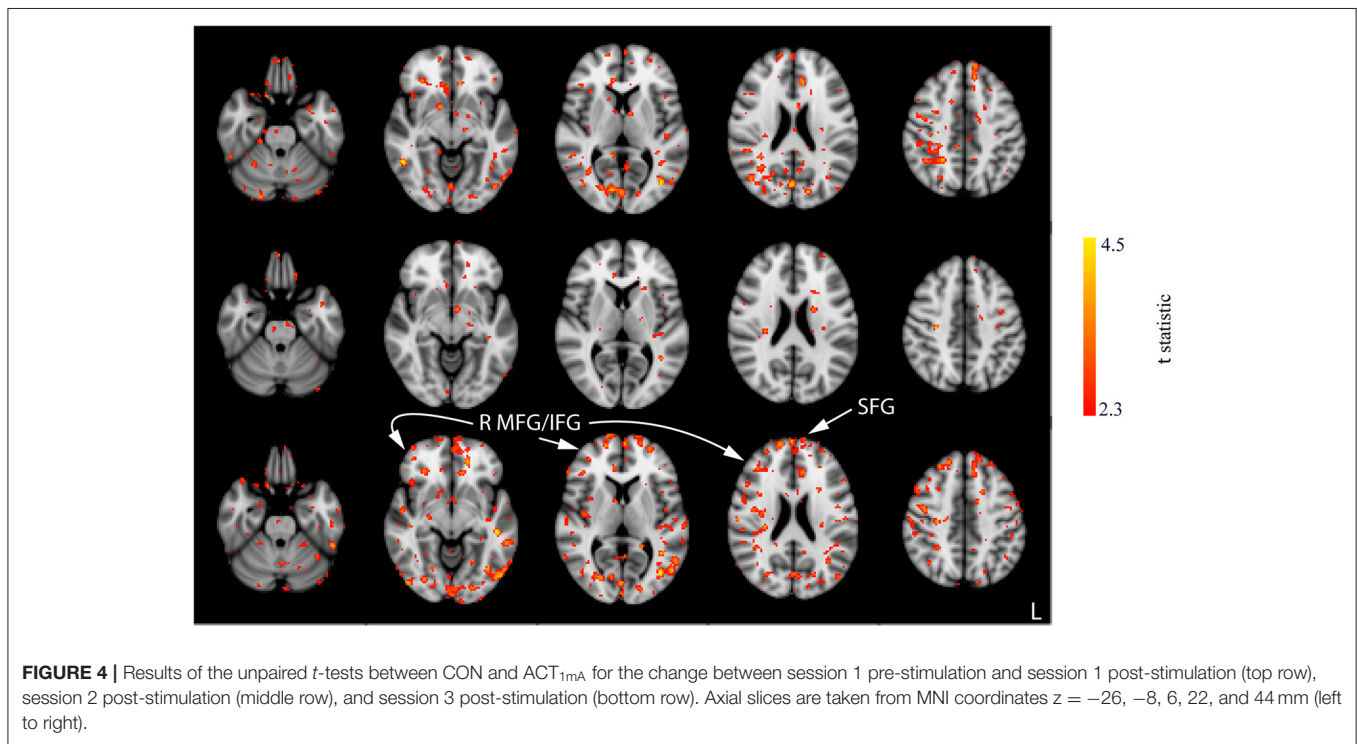 4.5
t statistic
2.3
R MFG/IFG
SFG
L
FIGURE 4 | Results of the unpaired t-tests between CON and ACT1mA for the change between session 1 pre-stimulation and session 1 post-stimulation (top row),
session 2 post-stimulation (middle row), and session 3 post-stimulation (bottom row). Axial slices are taken from MNI coordinates z = −26, −8, 6, 22, and 44 mm (left
to right).